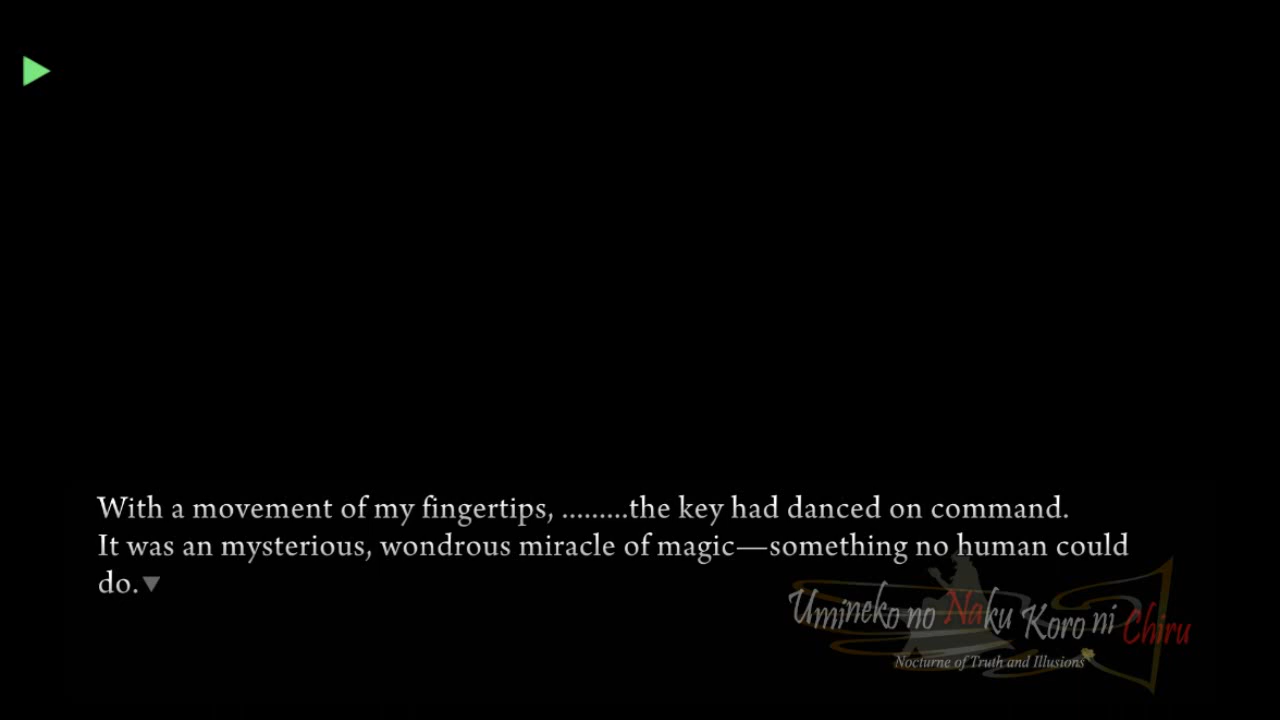 With a movement of my fingertips, .........the key had danced on command.
It was an mysterious, wondrous miracle of magic—something no human could
do.
Umineko no Naku Koro ni Chiru
Nocturne of Truth and Illusions